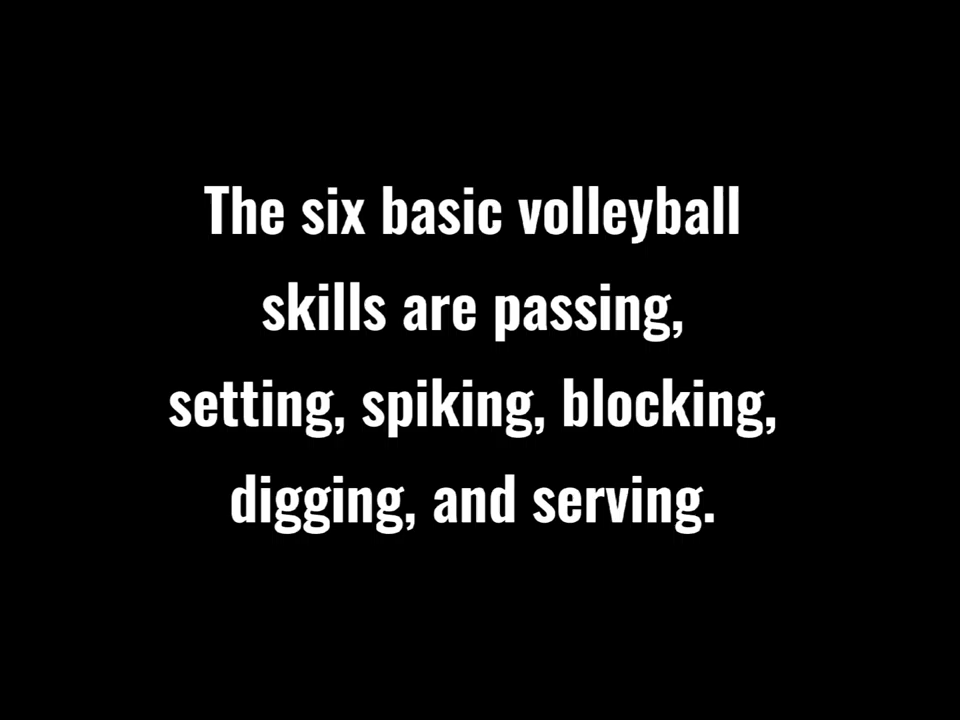 The six basic volleyball
skills are passing,
setting, spiking, blocking,
digging, and serving.